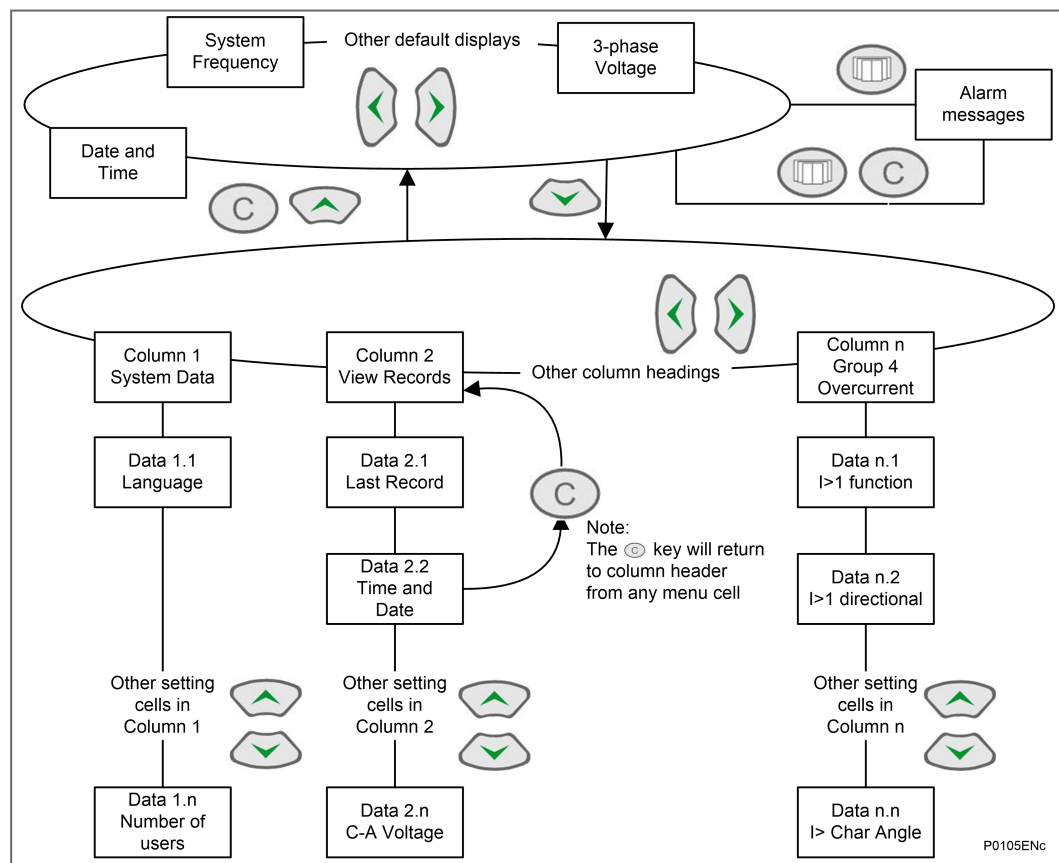 System
Frequency
Other default displays
3-phase
Voltage
Alarm
messages
Date and
Time
C
C
Column 1
System Data
Column 2
View Records
Other column headings
Column n
Group 4
Overcurrent
Data 1.1
Language
Data 2.1
Last Record
C
Data n.1
I>1 function
Note:
The C key will return
to column header
from any menu cell
Data 2.2
Time and
Date
Data n.2
I>1 directional
Other setting
cells in
Column 1
Other setting
cells in
Column 2
Other setting
cells in
Column n
Data 1.n
Number of
users
Data 2.n
C-A Voltage
Data n.n
I> Char Angle
P0105ENc